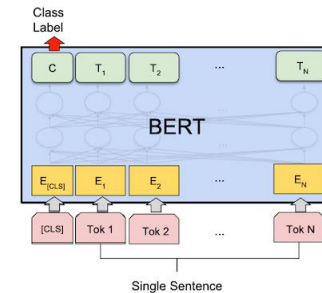 Class
Label
C T1 T2 ... TN
...
BERT
...
E[CLS] E1 E2 ... EN
[CLS] Tok 1 Tok 2 ... Tok N
Single Sentence